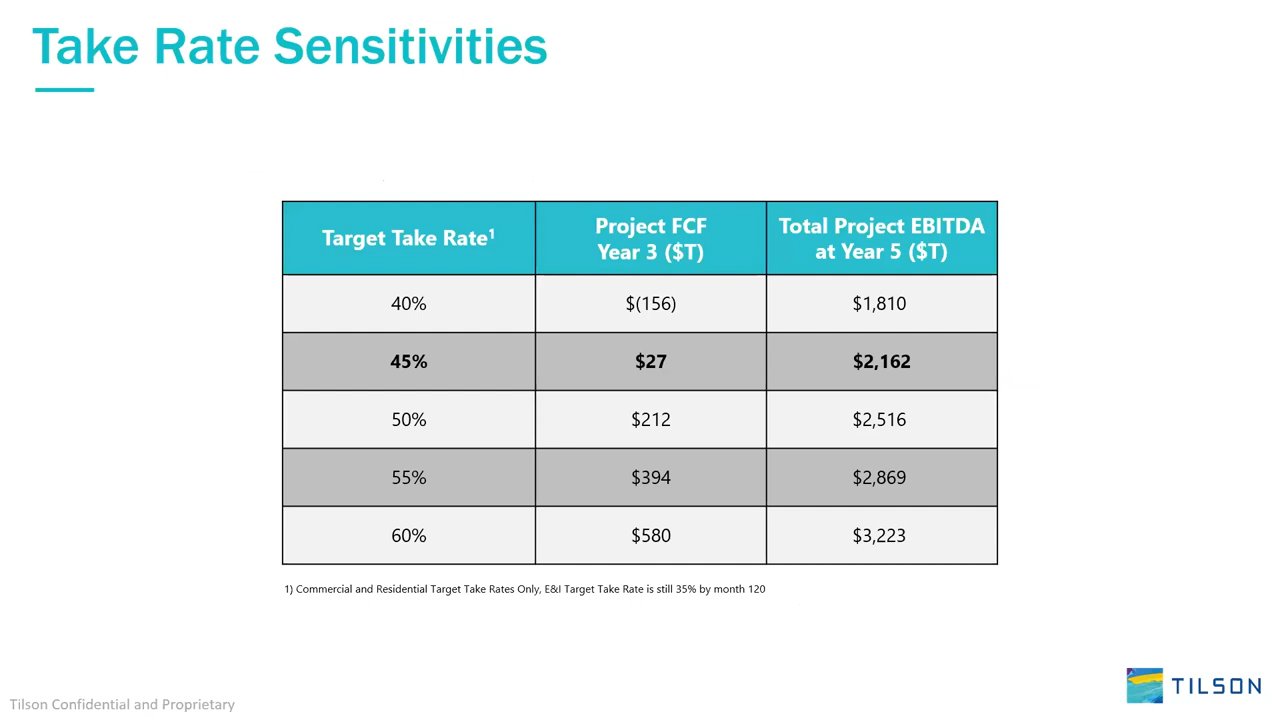 Take Rate Sensitivities
Target Take Rate¹
Project FCF
Year 3 ($T)
Total Project EBITDA
at Year 5 ($T)
40% $(156) $1,810
45% $27 $2,162
50% $212 $2,516
55% $394 $2,869
60% $580 $3,223
1) Commercial and Residential Target Take Rates Only, E&I Target Take Rate is still 35% by month 120
TILSON
Tilson Confidential and Proprietary